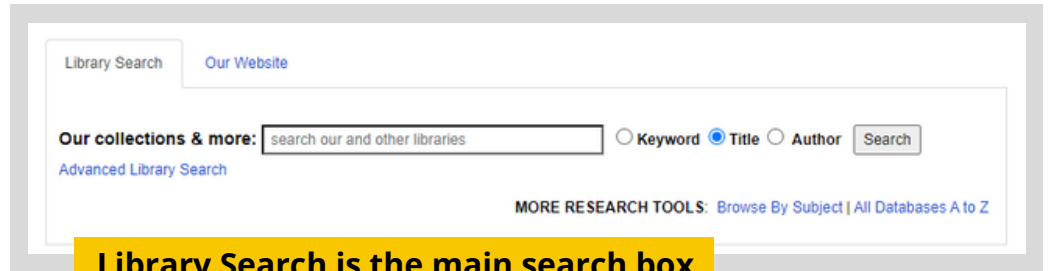 Library Search Our Website
Our collections & more: search our and other libraries Keyword Title Author Search
Advanced Library Search
MORE RESEARCH TOOLS: Browse By Subject | All Databases A to Z
Library Search is the main search box